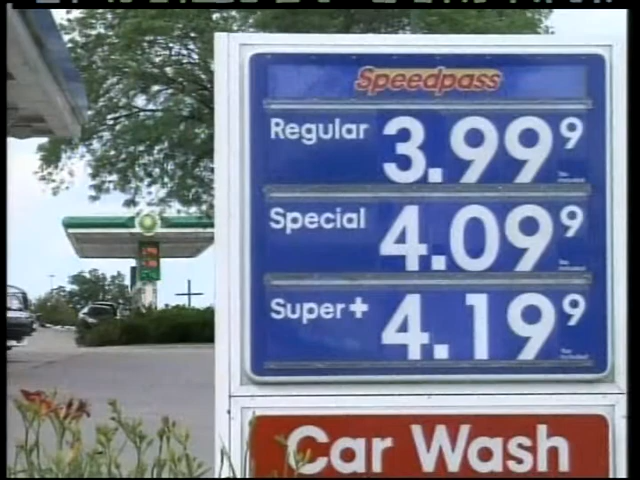 Speedpass
Regular 3.99 9
Special 4.09 9
Super+ 4.19 9
Car Wash